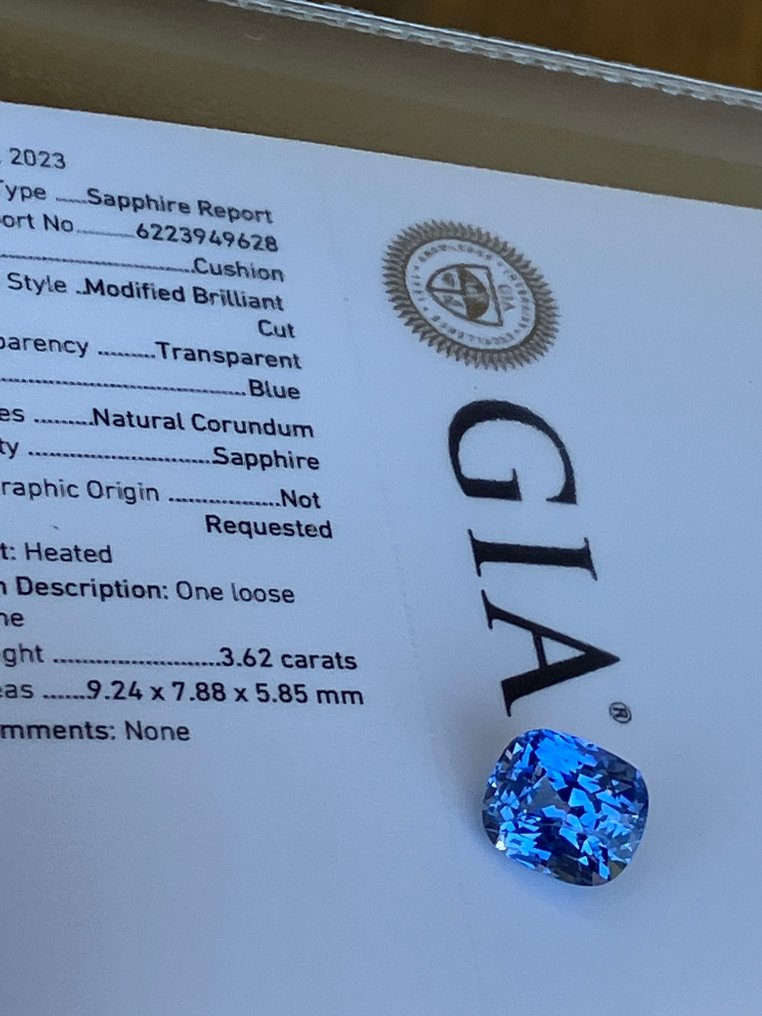 . 2023
Type ......Sapphire Report
ort No............6223949628
..............................Cushion
Style ..Modified Brilliant
Cut
parency ..........Transparent
......................................Blue
es ..........Natural Corundum
ty ...............................Sapphire
raphic Origin ...................Not
Requested
t: Heated
n Description: One loose
ne
ght .............................3.62 carats
eas .......9.24 x 7.88 x 5.85 mm
mments: None
GIA®
GIA